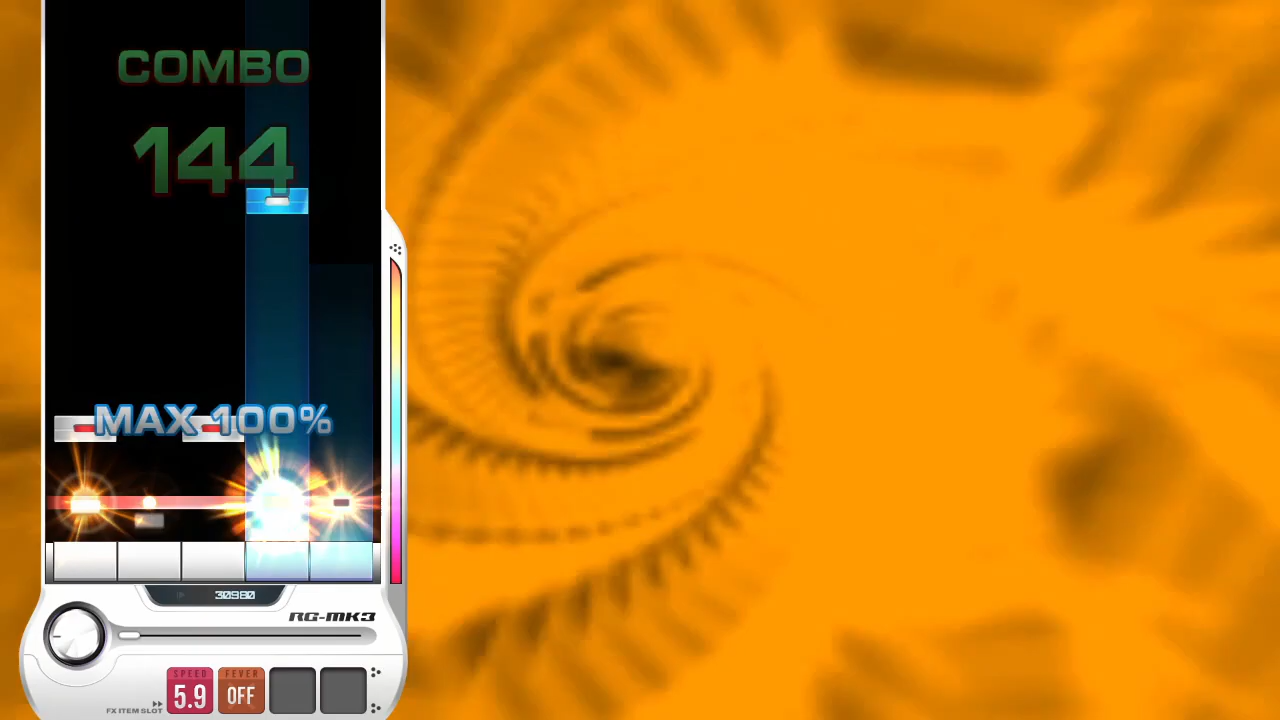 COMBO
144
MAX 100%
30980
RG-MK3
SPEED
5.9
FEVER
OFF
FX ITEM SLOT